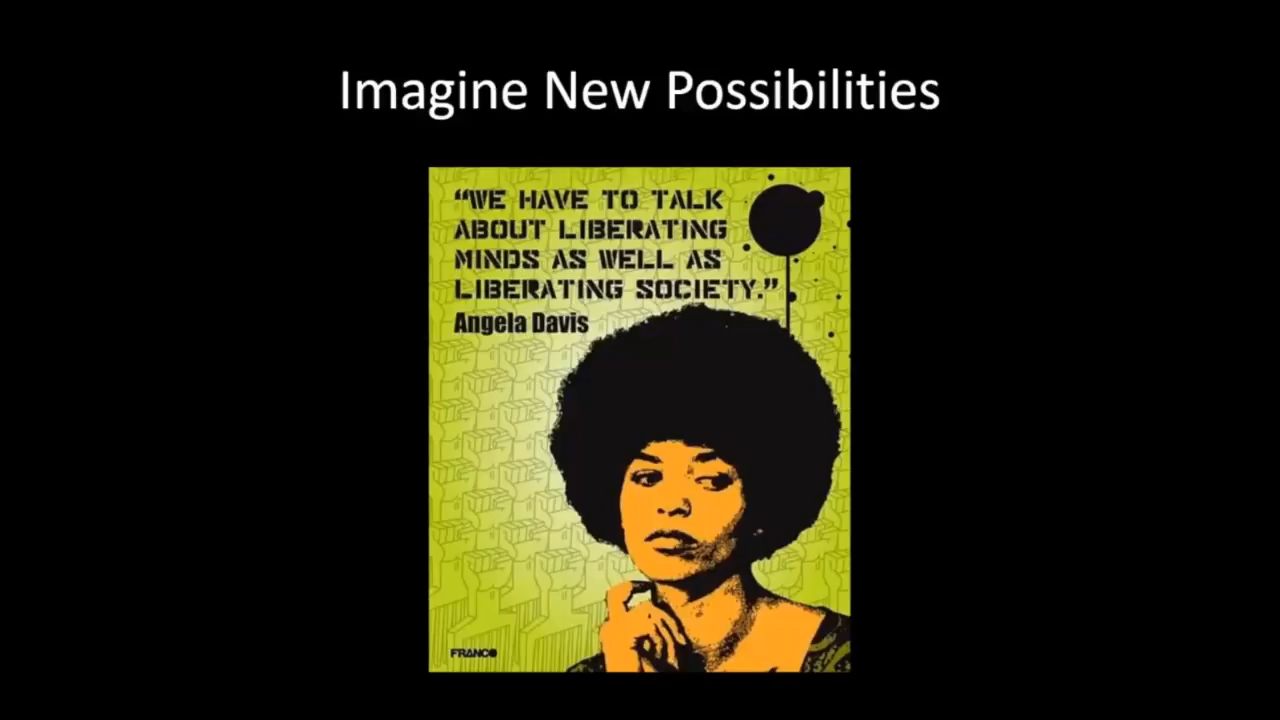 Imagine New Possibilities
“WE HAVE TO TALK
ABOUT LIBERATING
MINDS AS WELL AS
LIBERATING SOCIETY.”
Angela Davis
FRANCO